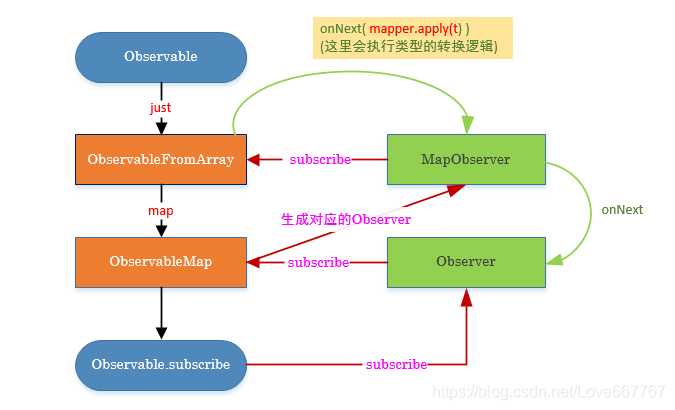 onNext( mapper.apply(t) )
(这里会执行类型的转换逻辑)
Observable
just
ObservableFromArray
subscribe
MapObserver
map
生成对应的Observer
onNext
ObservableMap
subscribe
Observer
Observable.subscribe
subscribe
https://blog.csdn.net/Love667767